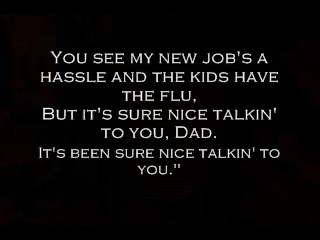 You see my new job's a
hassle and the kids have
the flu,
But it's sure nice talkin'
to you, Dad.
It's been sure nice talkin' to
you."